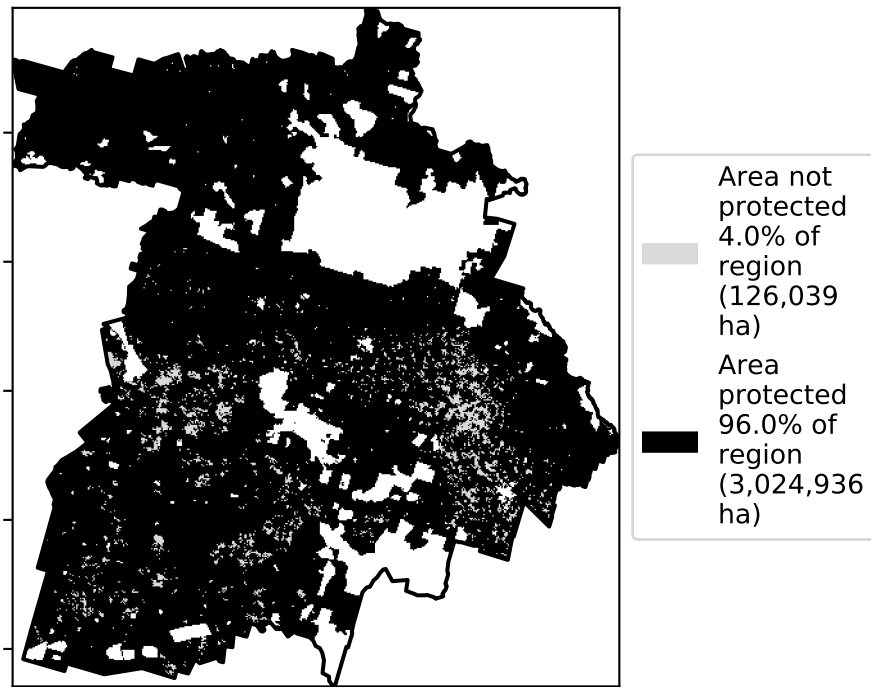 Area not
protected
4.0% of
region
(126,039
ha)
Area
protected
96.0% of
region
(3,024,936
ha)